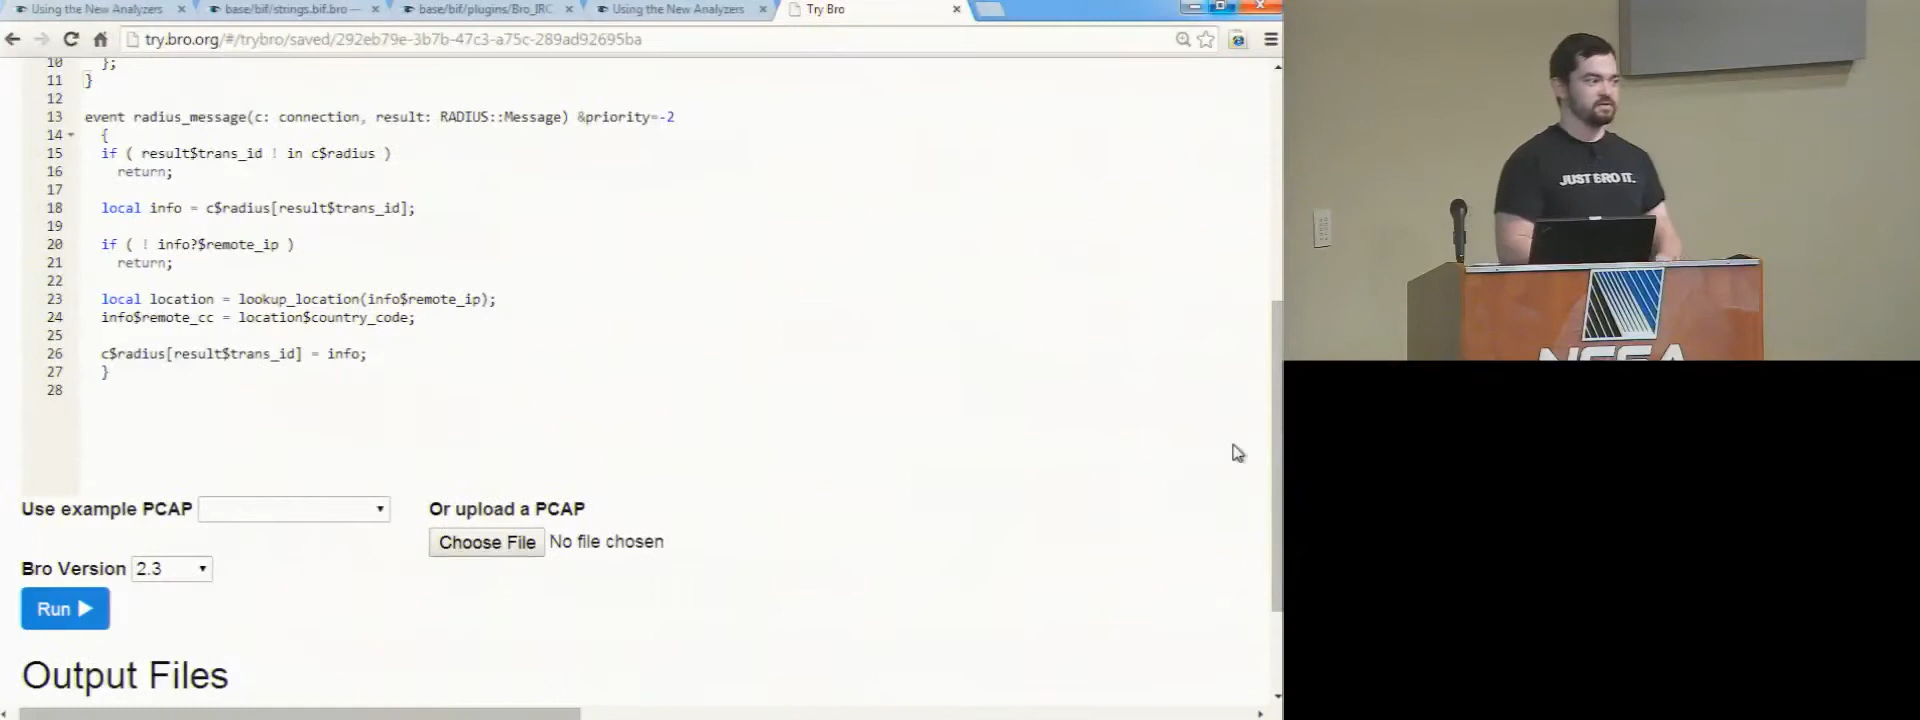 Using the New Analyzers
base/bif/strings.bif.bro —
base/bif/plugins/Bro_IRC
Using the New Analyzers
Try Bro
try.bro.org/#/trybro/saved/292eb79e-3b7b-47c3-a75c-289ad92695ba
10 };
11 }
12
13 event radius_message(c: connection, result: RADIUS::Message) &priority=-2
14 {
15 if ( result$trans_id ! in c$radius )
16 return;
17
18 local info = c$radius[result$trans_id];
19
20 if ( ! info?$remote_ip )
21 return;
22
23 local location = lookup_location(info$remote_ip);
24 info$remote_cc = location$country_code;
25
26 c$radius[result$trans_id] = info;
27 }
28
Use example PCAP
Or upload a PCAP
Choose File No file chosen
Bro Version 2.3
Run
Output Files
JUST BRO IT.
NCSA